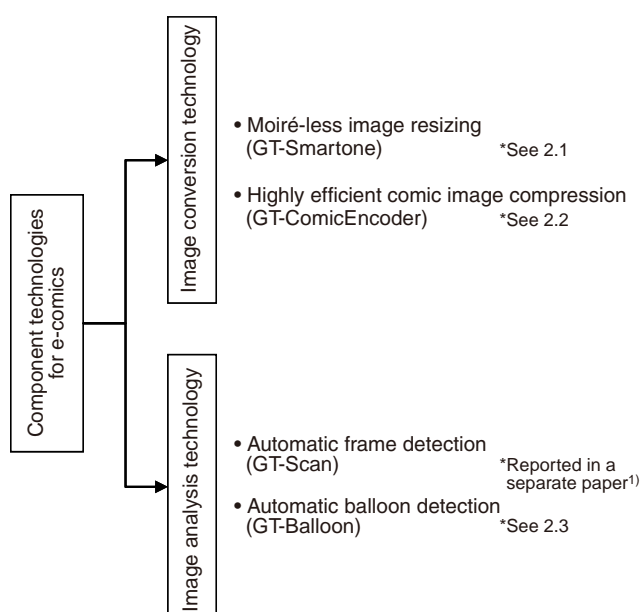 Component technologies
for e-comics
Image conversion technology
• Moiré-less image resizing
(GT-Smartone) *See 2.1
• Highly efficient comic image compression
(GT-ComicEncoder) *See 2.2
Image analysis technology
• Automatic frame detection
(GT-Scan) *Reported in a
separate paper1)
• Automatic balloon detection
(GT-Balloon) *See 2.3